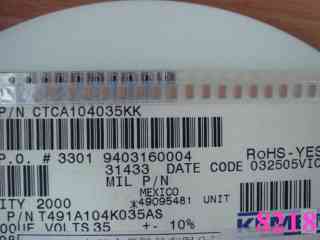 P/N CTCA104035KK
P.O. # 3301 9403160004 RoHS-YES
31433 DATE CODE 032505VIC
MIL P/N
MEXICO
ITY 2000 *49095481 UNIT
P/N T491A104K035AS
VOLTS 35 +- 10% KEME